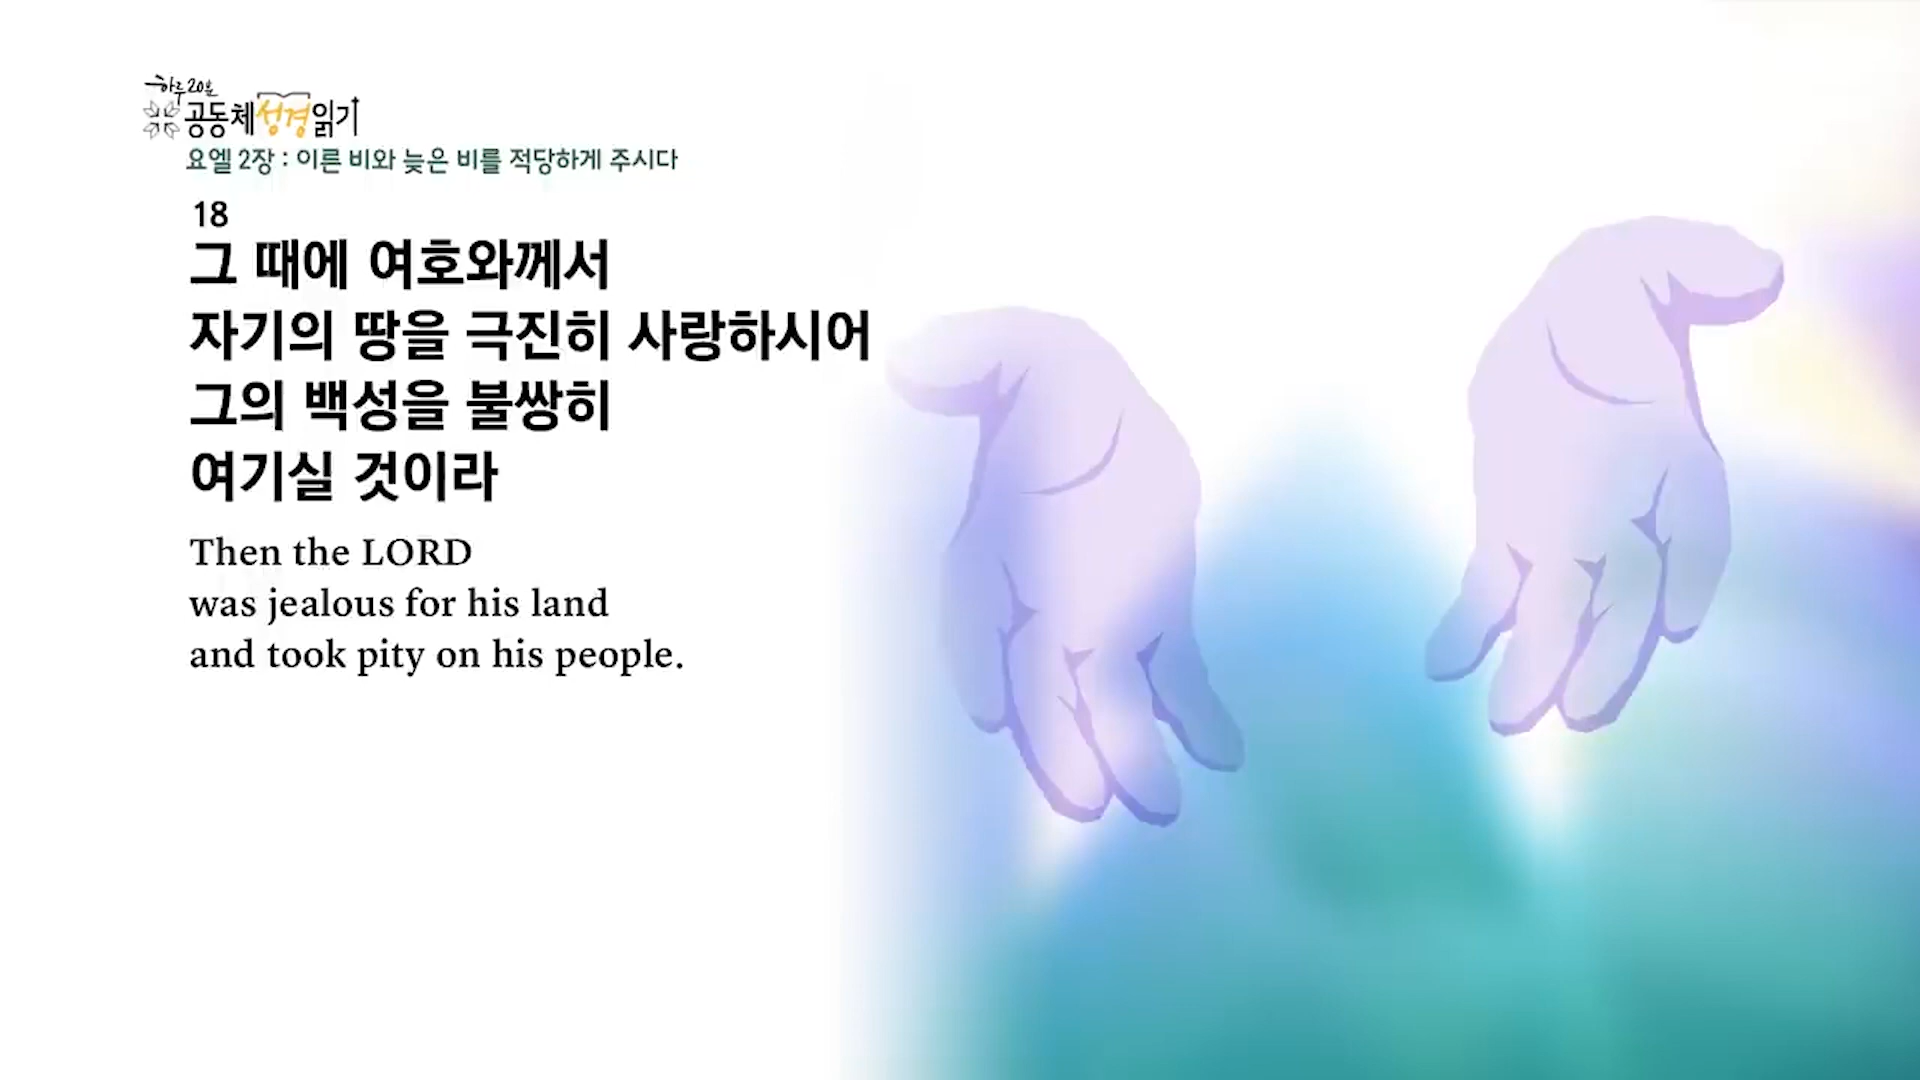 하루 20분
공동체성경읽기
요엘 2장 : 이른 비와 늦은 비를 적당하게 주시다
18
그 때에 여호와께서
자기의 땅을 극진히 사랑하시어
그의 백성을 불쌍히
여기실 것이라
Then the LORD
was jealous for his land
and took pity on his people.